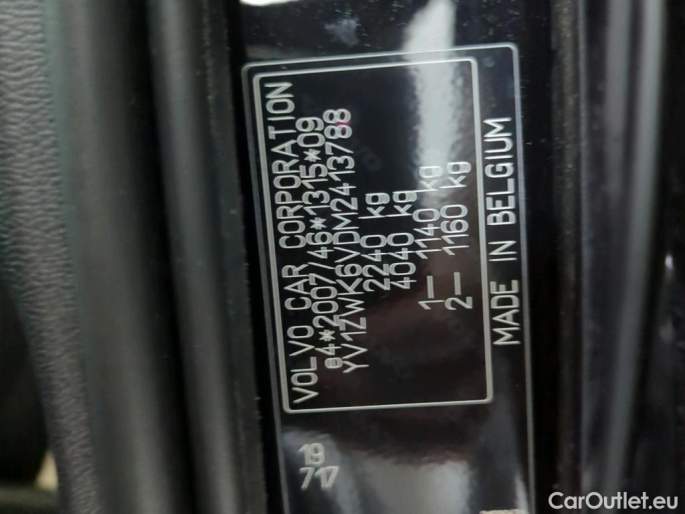 VOLVO CAR CORPORATION
e4*2007/46*1315*09
YV1ZWK6VDM2413788
2240 kg
4040 kg
1— 1140 kg
2— 1160 kg
MADE IN BELGIUM
19
717
CarOutlet.eu